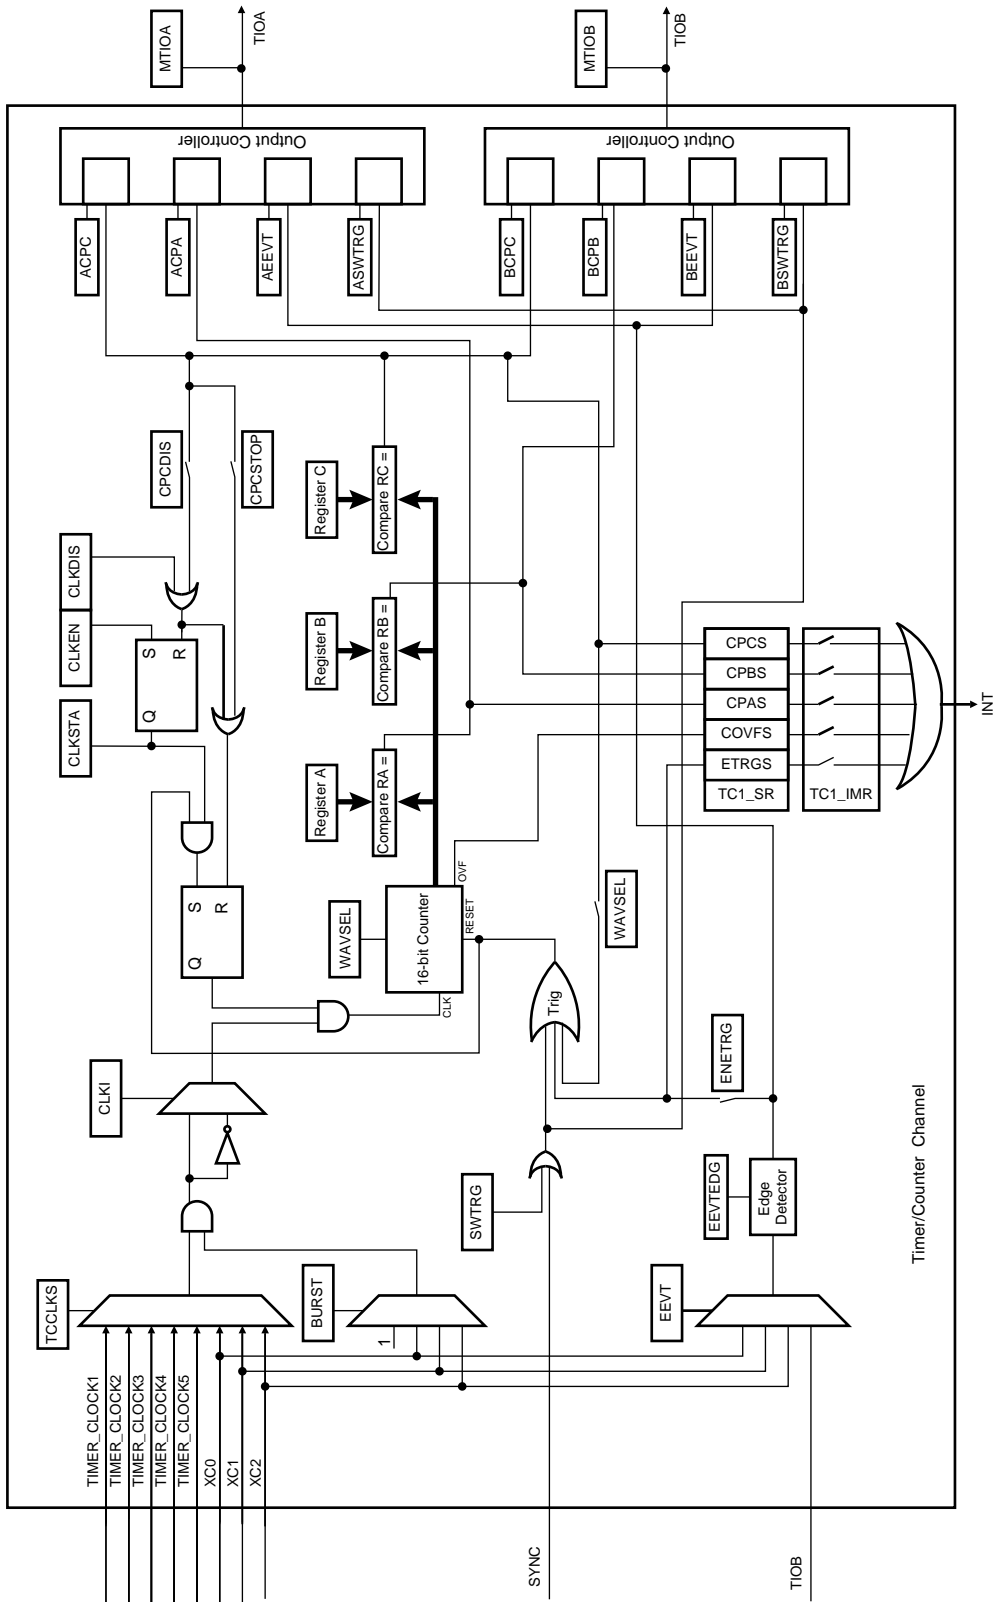 TIMER_CLOCK1
TIMER_CLOCK2
TIMER_CLOCK3
TIMER_CLOCK4
TIMER_CLOCK5
XC0
XC1
XC2
TCCLKS
CLKI
CLKSTA
CLKEN
CLKDIS
Q
S
R
Q
S
R
CPCDIS
CPCSTOP
BURST
1
WAVSEL
16-bit Counter
CLK
RESET
OVF
Register A
Register B
Register C
Compare RA =
Compare RB =
Compare RC =
ACPC
ACPA
AEEVT
ASWTRG
Output Controller
MTIOA
TIOA
BCPC
BCPB
BEEVT
BSWTRG
Output Controller
MTIOB
TIOB
SYNC
SWTRG
Trig
WAVSEL
TIOB
EEVT
EEVTEDG
Edge
Detector
ENETRG
CPCS
CPBS
CPAS
COVFS
ETRGS
TC1_SR
TC1_IMR
INT
Timer/Counter Channel